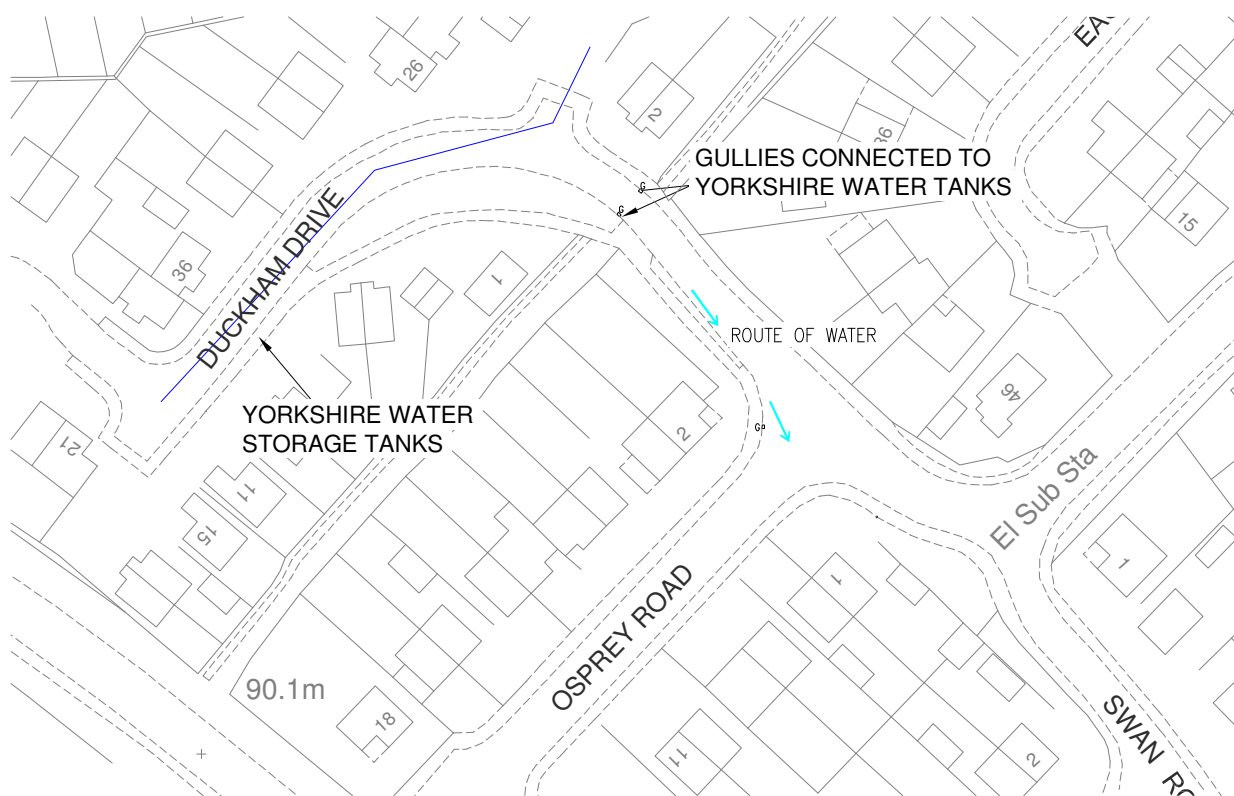 EA
26
2
36
GULLIES CONNECTED TO
YORKSHIRE WATER TANKS
G
G
15
DUCKHAM DRIVE
36
1
ROUTE OF WATER
46
YORKSHIRE WATER
STORAGE TANKS
2
G
21
El Sub Sta
11
15
1
1
OSPREY ROAD
90.1m
18
SWAN RO
11
2